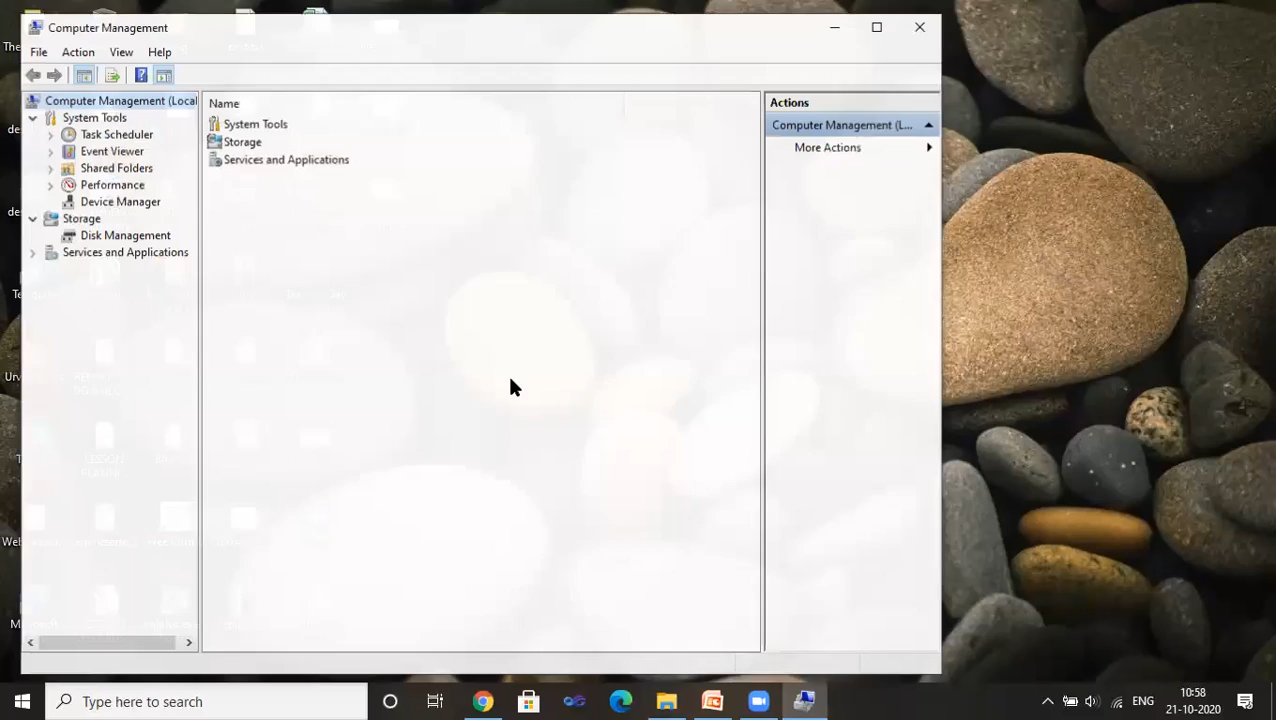 Computer Management
File Action View Help
Computer Management (Local
System Tools
Task Scheduler
Event Viewer
Shared Folders
Performance
Device Manager
Storage
Disk Management
Services and Applications
Name
System Tools
Storage
Services and Applications
Actions
Computer Management (L...
More Actions
Type here to search
ENG
10:58
21-10-2020